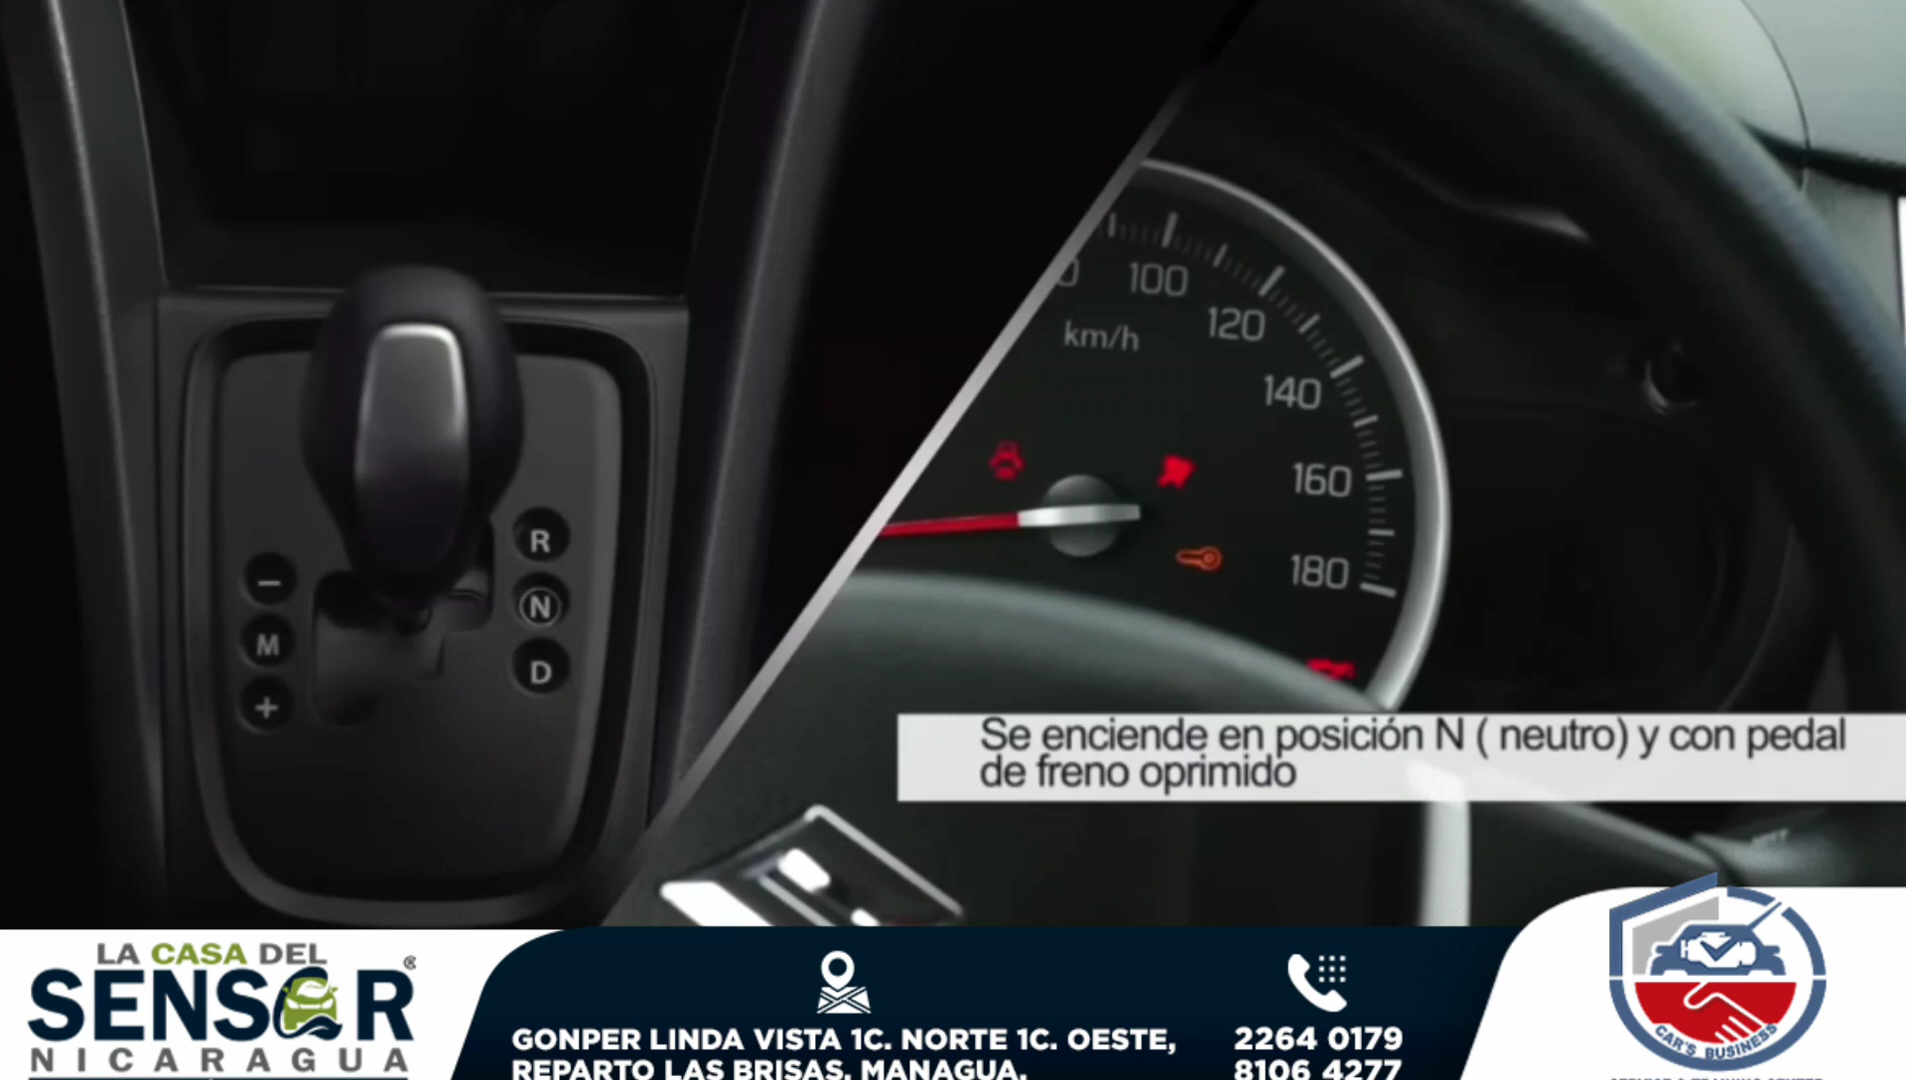 100
km/h
120
140
160
180
R
N
D
−
M
+
Se enciende en posición N ( neutro) y con pedal
de freno oprimido
LA CASA DEL
SENSOR
NICARAGUA
GONPER LINDA VISTA 1C. NORTE 1C. OESTE,
REPARTO LAS BRISAS. MANAGUA.
2264 0179
8106 4277
CAR'S BUSINESS